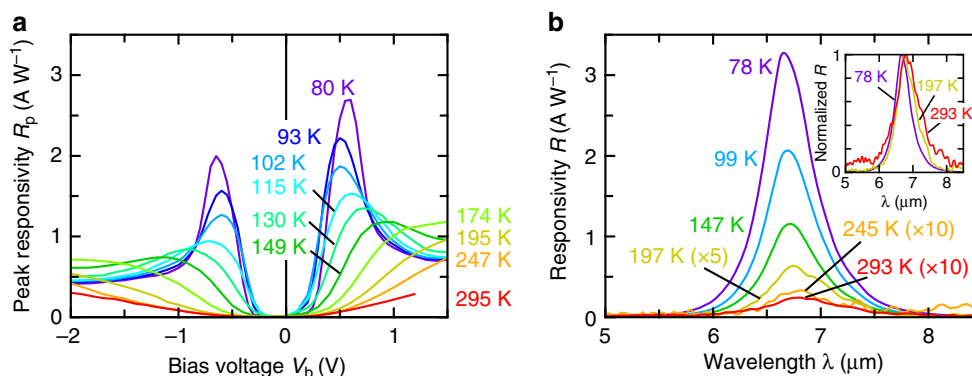 a
Peak responsivity Rp (A W−1)
3
2
1
0
−2
−1
0
1
Bias voltage Vb (V)
80 K
93 K
102 K
115 K
130 K
149 K
174 K
195 K
247 K
295 K
b
Responsivity R (A W−1)
3
2
1
0
5
6
7
8
Wavelength λ (μm)
78 K
99 K
147 K
197 K (×5)
245 K (×10)
293 K (×10)
Normalized R
1
0
5 6 7 8
λ (μm)
78 K
197 K
293 K